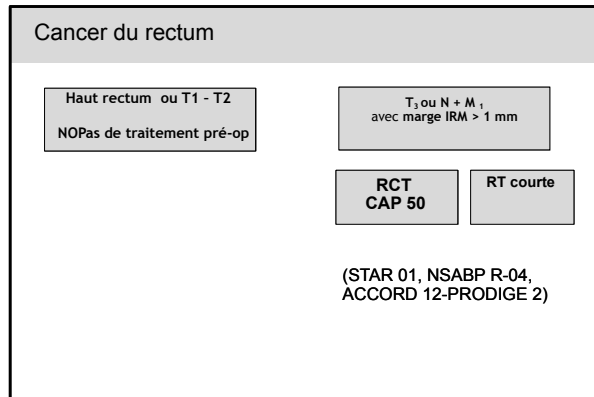 Cancer du rectum
Haut rectum ou T1 – T2
NOPas de traitement pré-op
T₃ ou N + M ₁
avec marge IRM > 1 mm
RCT
CAP 50
RT courte
(STAR 01, NSABP R-04,
ACCORD 12-PRODIGE 2)